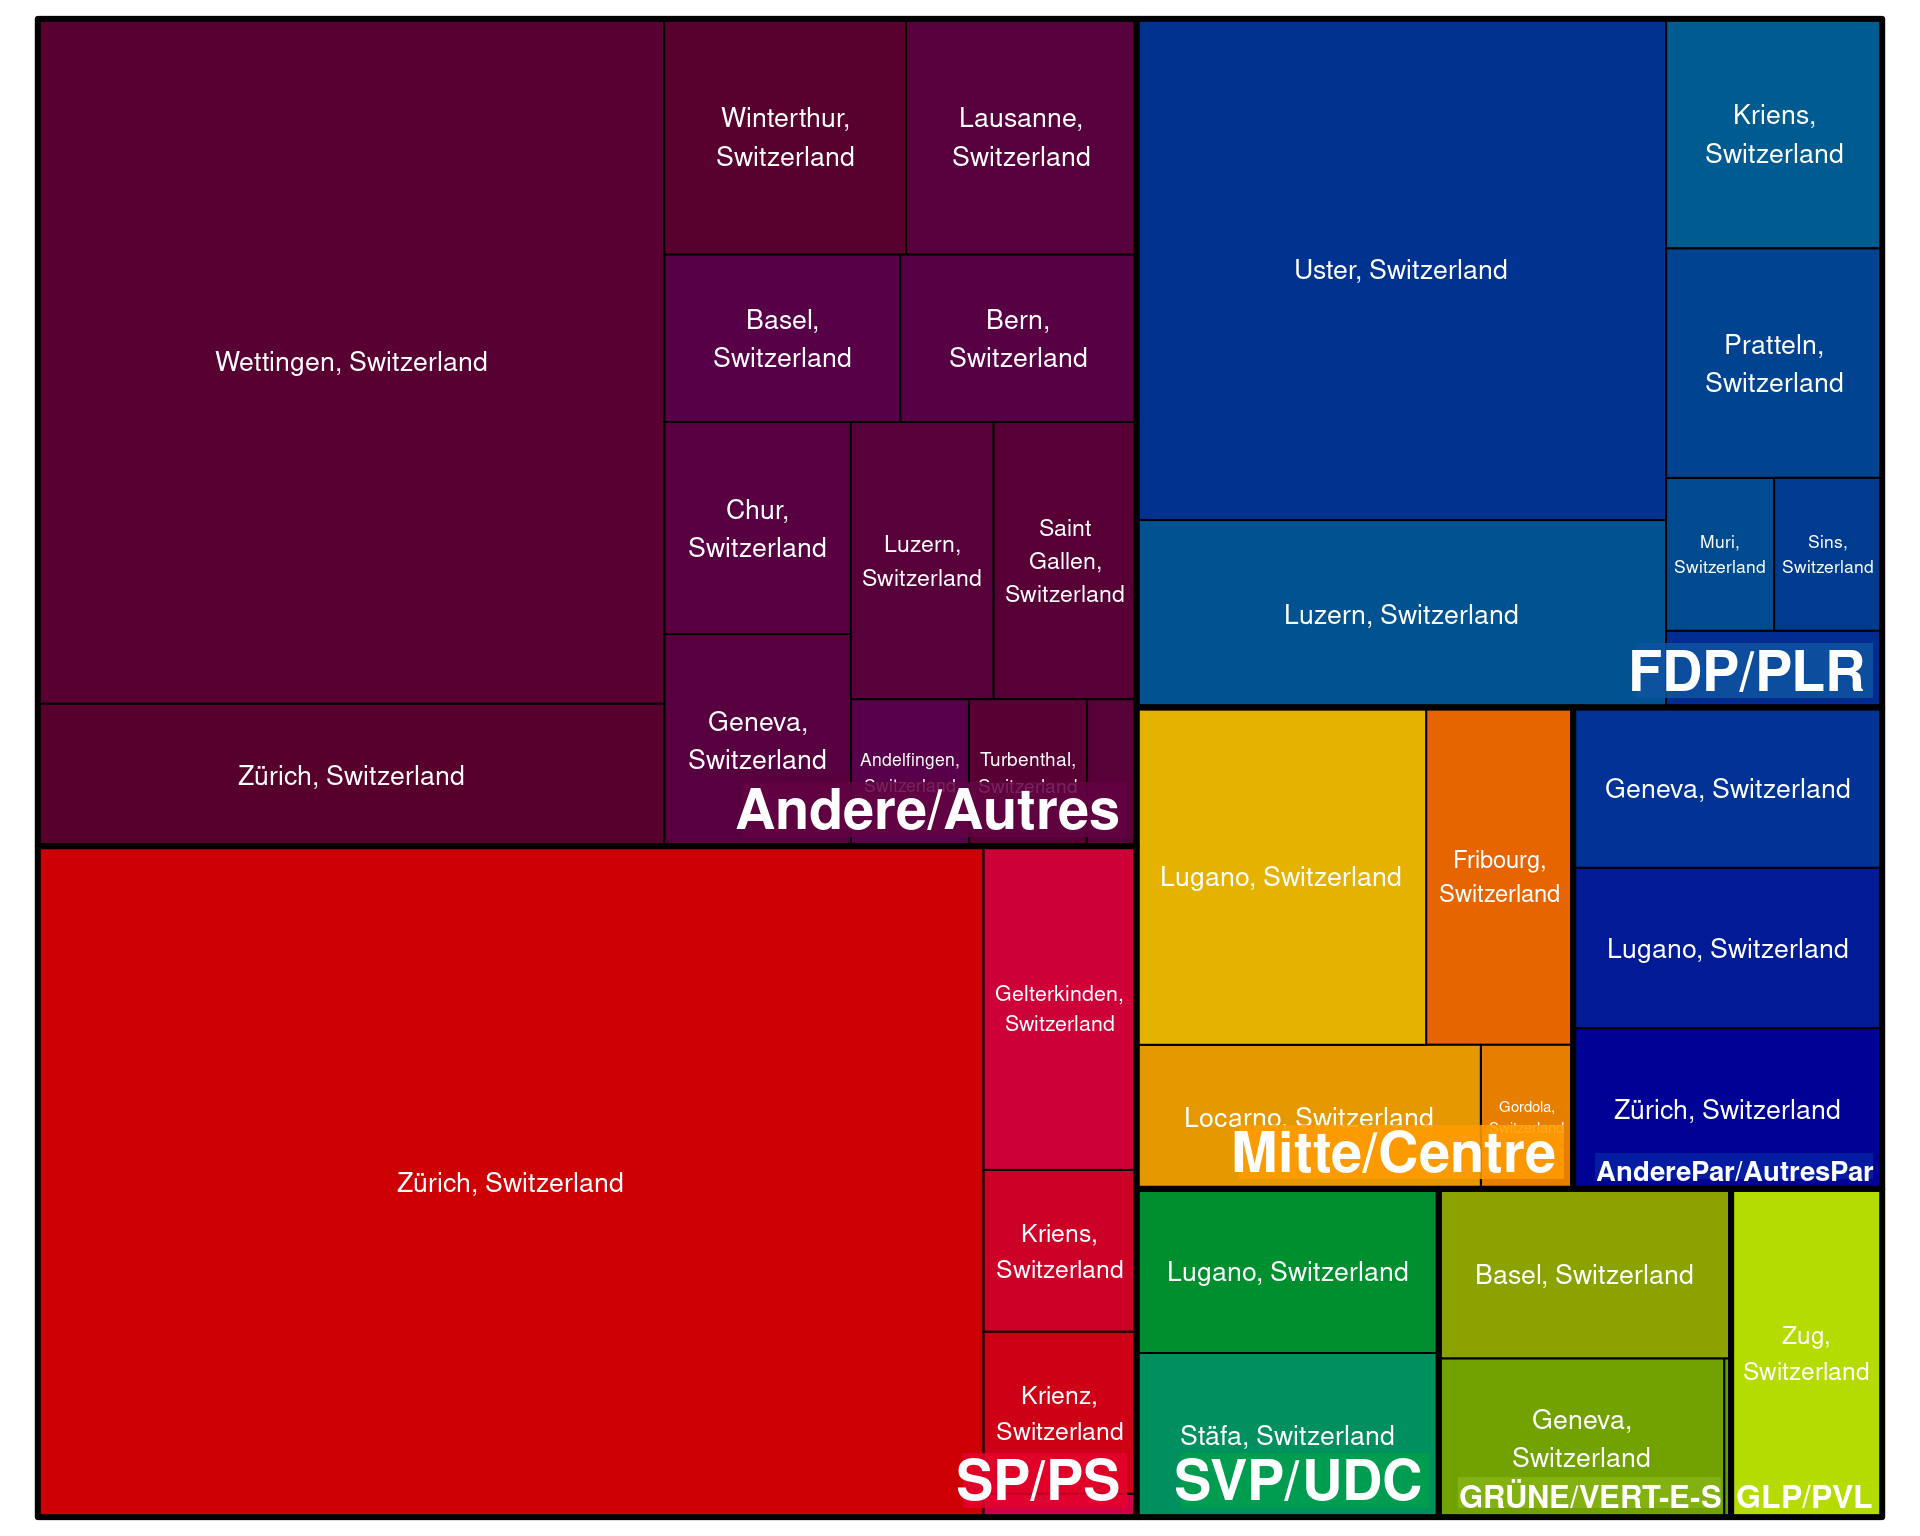 Wettingen, Switzerland
Zürich, Switzerland
Winterthur,
Switzerland
Lausanne,
Switzerland
Basel,
Switzerland
Bern,
Switzerland
Chur,
Switzerland
Luzern,
Switzerland
Saint
Gallen,
Switzerland
Geneva,
Switzerland
Andelfingen,
Switzerland
Turbenthal,
Switzerland
Andere/Autres
Uster, Switzerland
Kriens,
Switzerland
Pratteln,
Switzerland
Muri,
Switzerland
Sins,
Switzerland
Luzern, Switzerland
FDP/PLR
Zürich, Switzerland
Gelterkinden,
Switzerland
Kriens,
Switzerland
Krienz,
Switzerland
SP/PS
Lugano, Switzerland
Fribourg,
Switzerland
Locarno, Switzerland
Gordola,
Switzerland
Mitte/Centre
Geneva, Switzerland
Lugano, Switzerland
Zürich, Switzerland
AnderePar/AutresPar
Lugano, Switzerland
Stäfa, Switzerland
SVP/UDC
Basel, Switzerland
Geneva,
Switzerland
GRÜNE/VERT-E-S
Zug,
Switzerland
GLP/PVL